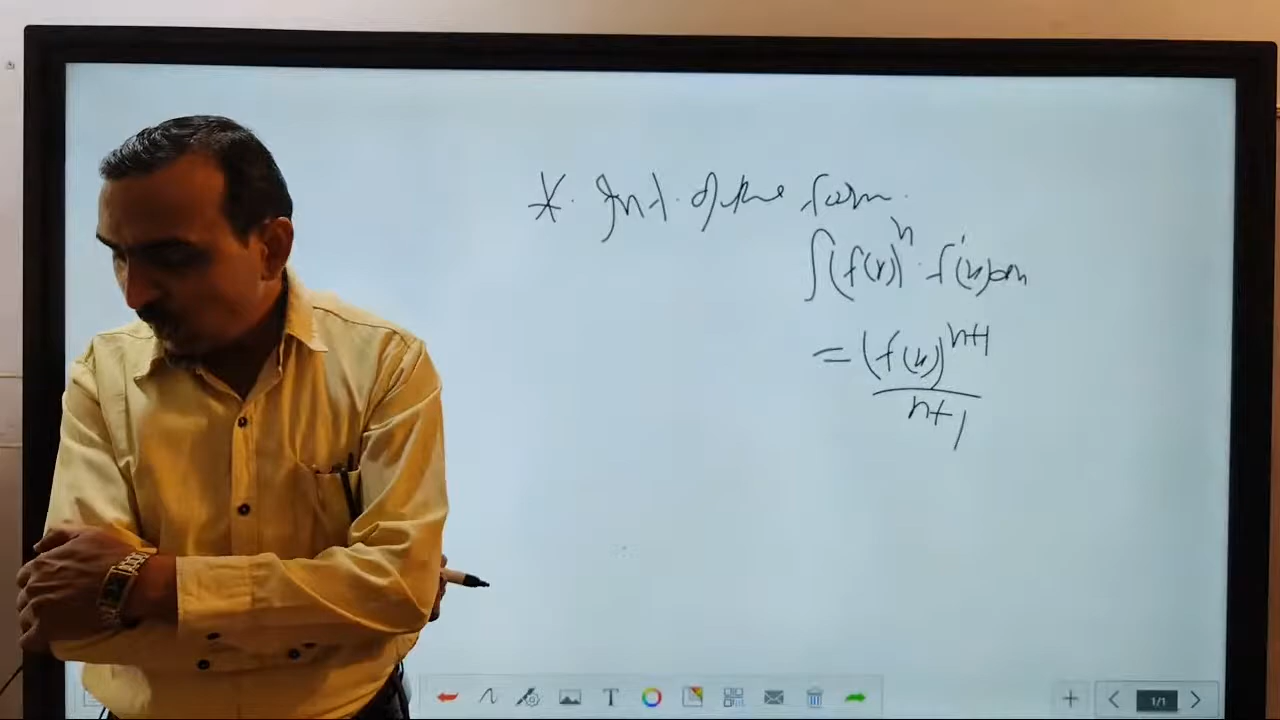 * Int. of the form.
∫(f(x))ⁿ · f'(x)dx
= (f(x))ⁿ⁺¹
n+1
T
1/1